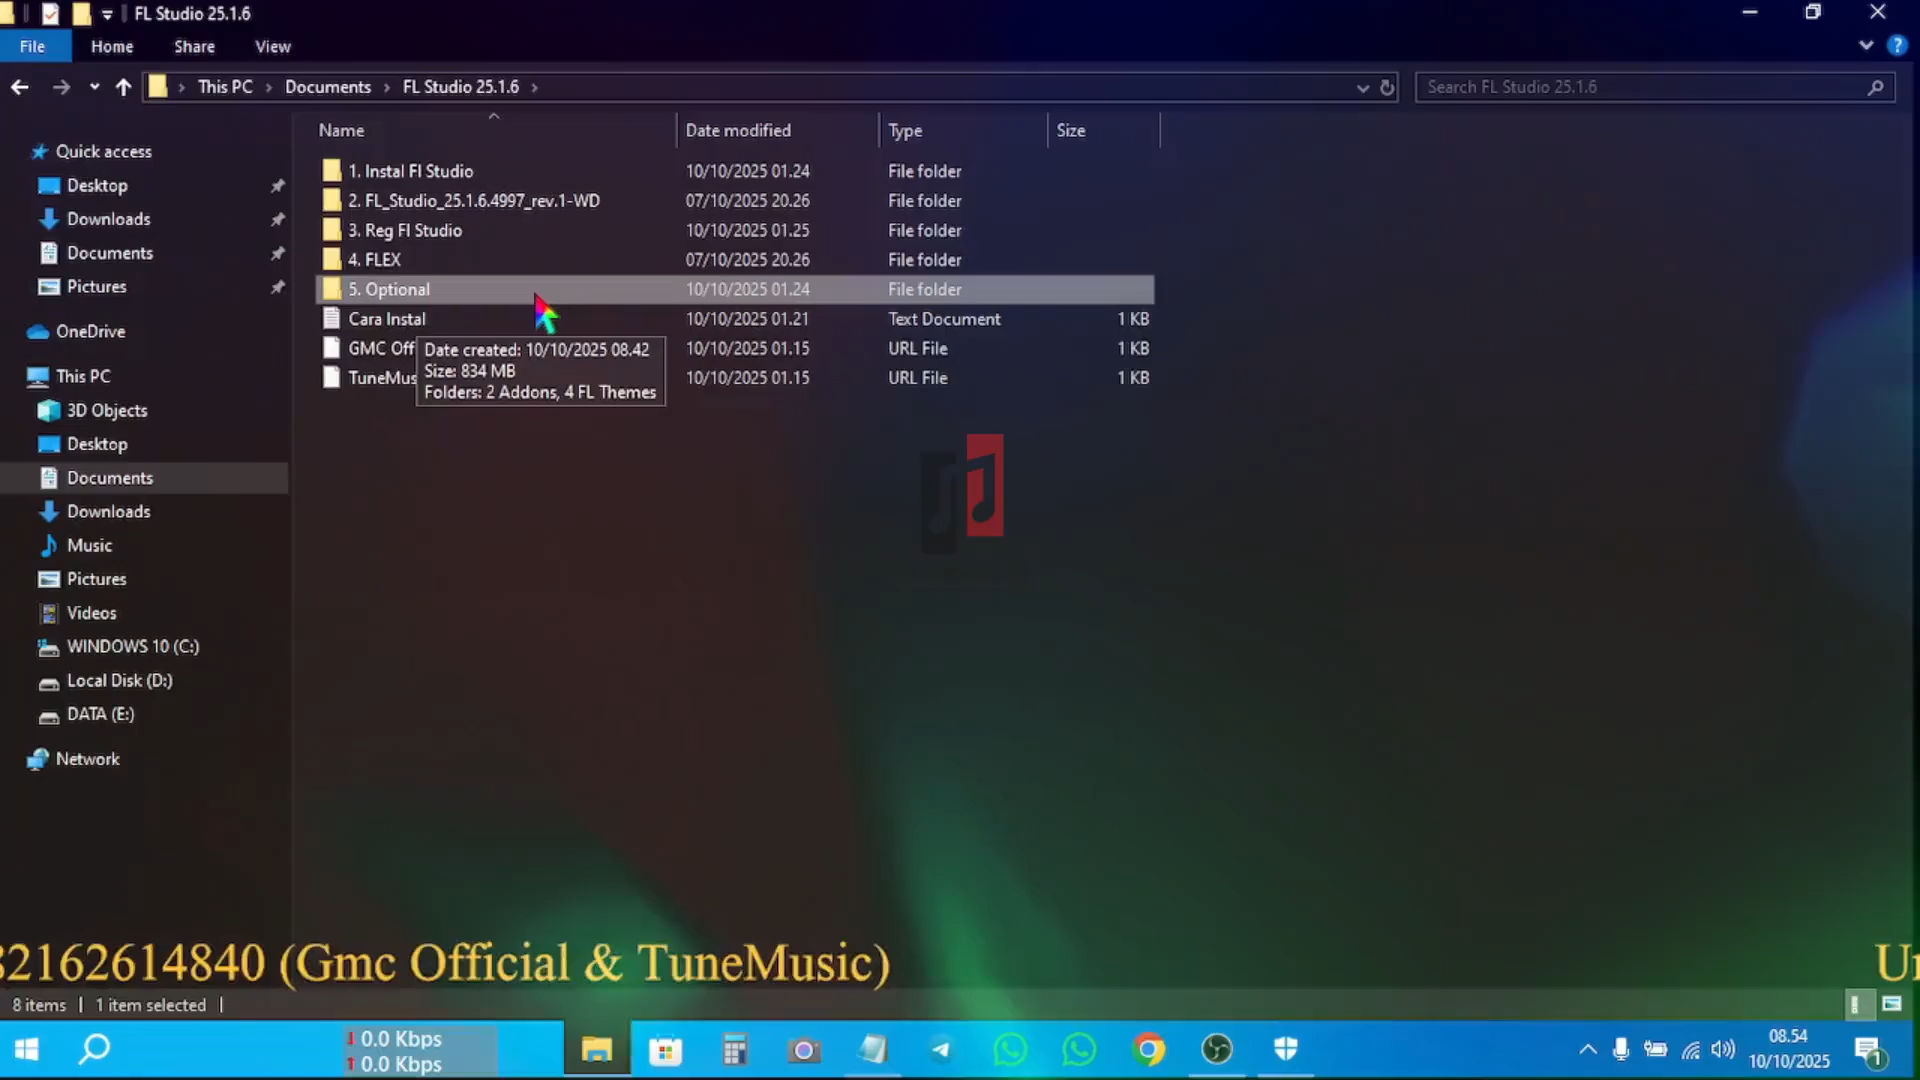 FL Studio 25.1.6
File Home Share View
This PC Documents FL Studio 25.1.6
Search FL Studio 25.1.6
Name Date modified Type Size
Quick access
Desktop
Downloads
Documents
Pictures
OneDrive
This PC
3D Objects
Desktop
Documents
Downloads
Music
Pictures
Videos
WINDOWS 10 (C:)
Local Disk (D:)
DATA (E:)
Network
1. Instal Fl Studio 10/10/2025 01.24 File folder
2. FL_Studio_25.1.6.4997_rev.1-WD 07/10/2025 20.26 File folder
3. Reg Fl Studio 10/10/2025 01.25 File folder
4. FLEX 07/10/2025 20.26 File folder
5. Optional 10/10/2025 01.24 File folder
Cara Instal 10/10/2025 01.21 Text Document 1 KB
GMC Off 10/10/2025 01.15 URL File 1 KB
TuneMus 10/10/2025 01.15 URL File 1 KB
Date created: 10/10/2025 08.42
Size: 834 MB
Folders: 2 Addons, 4 FL Themes
2162614840 (Gmc Official & TuneMusic)
8 items 1 item selected
0.0 Kbps
0.0 Kbps
08.54
10/10/2025
1